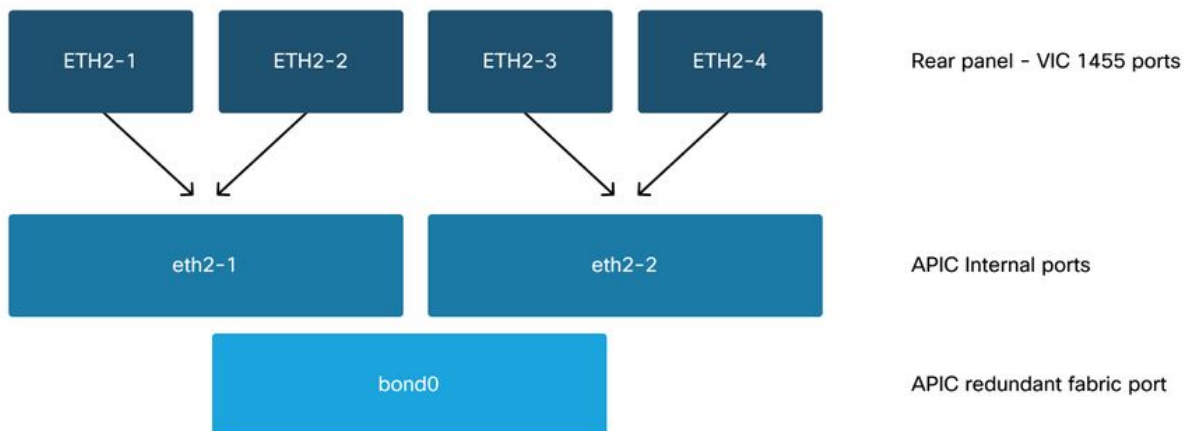 ETH2-1 ETH2-2 ETH2-3 ETH2-4 Rear panel - VIC 1455 ports
eth2-1 eth2-2 APIC Internal ports
bond0 APIC redundant fabric port